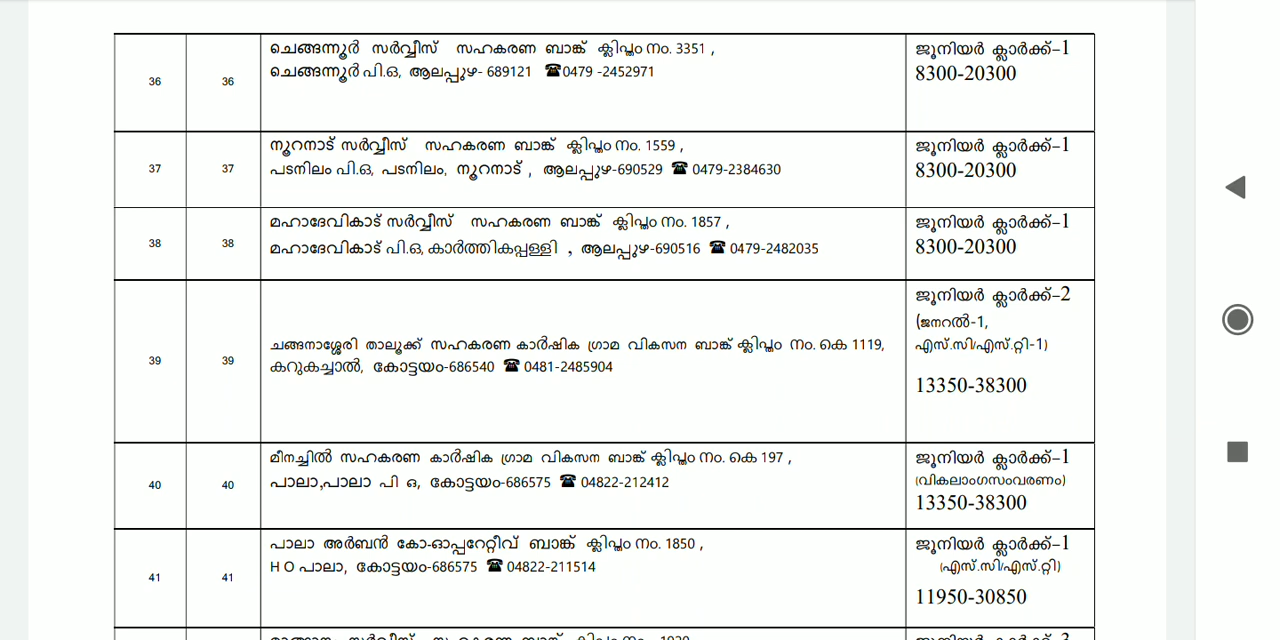 36 36 ചെങ്ങന്നൂർ സർവ്വീസ് സഹകരണ ബാങ്ക് ക്ലിപ്തം നം. 3351 , ജൂനിയർ ക്ലാർക്ക്-1
ചെങ്ങന്നൂർ പി.ഒ, ആലപ്പുഴ- 689121 ☎0479 -2452971 8300-20300
37 37 നൂറനാട് സർവ്വീസ് സഹകരണ ബാങ്ക് ക്ലിപ്തം നം. 1559 , ജൂനിയർ ക്ലാർക്ക്-1
പടനിലം പി.ഒ, പടനിലം, നൂറനാട് , ആലപ്പുഴ-690529 ☎ 0479-2384630 8300-20300
38 38 മഹാദേവികാട് സർവ്വീസ് സഹകരണ ബാങ്ക് ക്ലിപ്തം നം. 1857 , ജൂനിയർ ക്ലാർക്ക്-1
മഹാദേവികാട് പി.ഒ, കാർത്തികപ്പള്ളി , ആലപ്പുഴ-690516 ☎ 0479-2482035 8300-20300
39 39 ചങ്ങനാശ്ശേരി താലൂക്ക് സഹകരണ കാർഷിക ഗ്രാമ വികസന ബാങ്ക് ക്ലിപ്തം നം. കെ 1119,
കറുകച്ചാൽ, കോട്ടയം-686540 ☎ 0481-2485904
ജൂനിയർ ക്ലാർക്ക്-2
(ജനറൽ-1,
എസ്.സി/എസ്.റ്റി-1)
13350-38300
40 40 മീനച്ചിൽ സഹകരണ കാർഷിക ഗ്രാമ വികസന ബാങ്ക് ക്ലിപ്തം നം. കെ 197 ,
പാലാ,പാലാ പി ഒ, കോട്ടയം-686575 ☎ 04822-212412
ജൂനിയർ ക്ലാർക്ക്-1
(വികലാംഗസംവരണം)
13350-38300
41 41 പാലാ അർബൻ കോ-ഓപ്പറേറ്റീവ് ബാങ്ക് ക്ലിപ്തം നം. 1850 ,
H O പാലാ, കോട്ടയം-686575 ☎ 04822-211514
ജൂനിയർ ക്ലാർക്ക്-1
(എസ്.സി/എസ്.റ്റി)
11950-30850